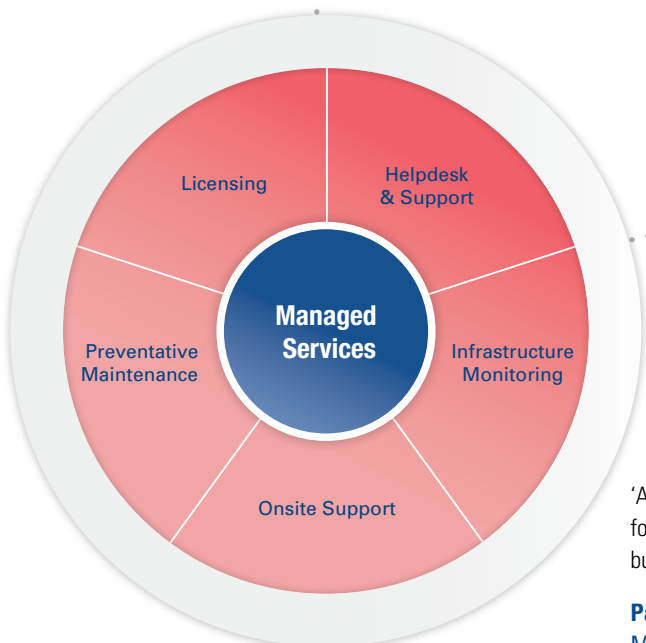 Licensing
Helpdesk
& Support
Managed
Services
Preventative
Maintenance
Infrastructure
Monitoring
Onsite Support